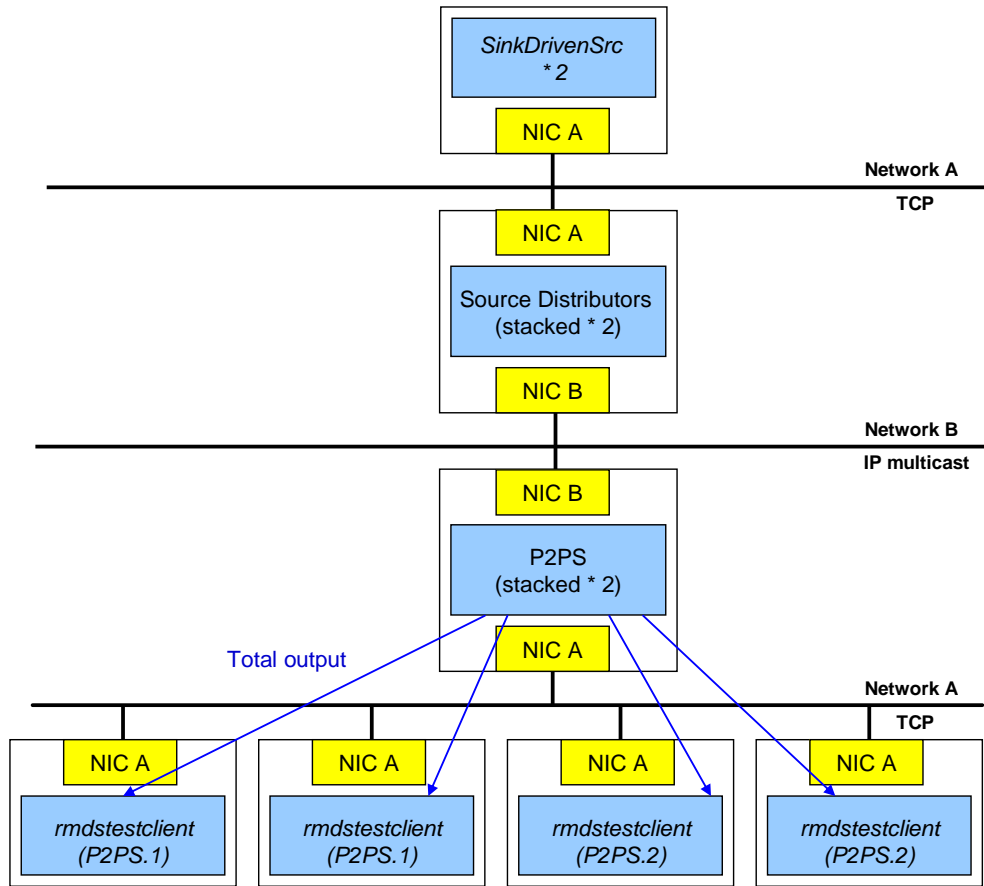 SinkDrivenSrc
* 2
NIC A
Network A
TCP
NIC A
Source Distributors
(stacked * 2)
NIC B
Network B
IP multicast
NIC B
P2PS
(stacked * 2)
Total output
NIC A
Network A
TCP
NIC A
NIC A
NIC A
NIC A
rmdstestclient
(P2PS.1)
rmdstestclient
(P2PS.1)
rmdstestclient
(P2PS.2)
rmdstestclient
(P2PS.2)